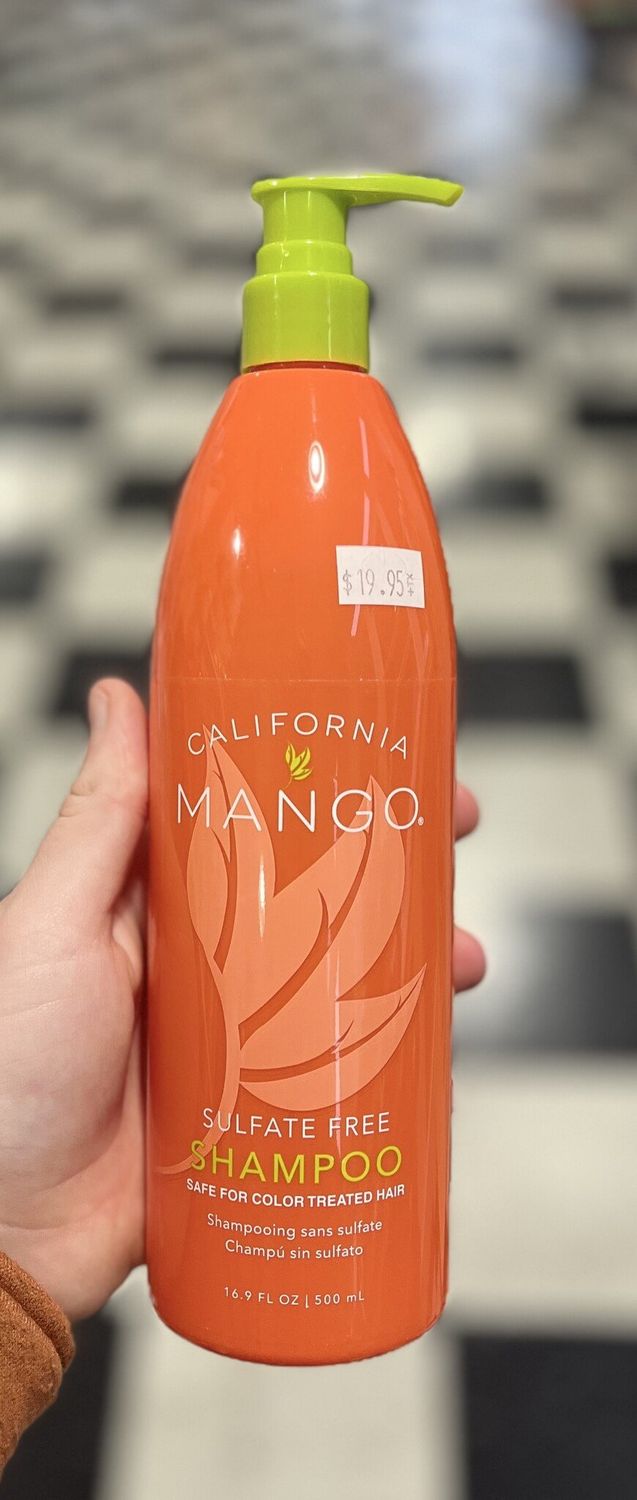 $19.95
CALIFORNIA
MANGO®
SULFATE FREE
SHAMPOO
SAFE FOR COLOR TREATED HAIR
Shampooing sans sulfate
Champú sin sulfato
16.9 FL OZ | 500 mL